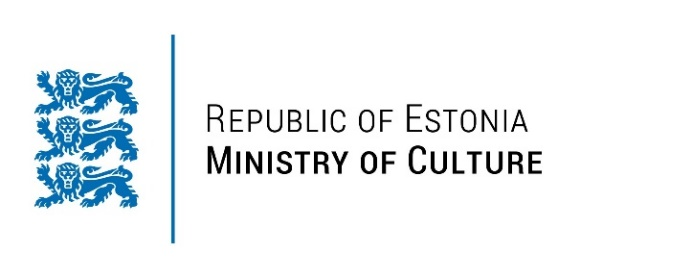 REPUBLIC OF ESTONIA
MINISTRY OF CULTURE